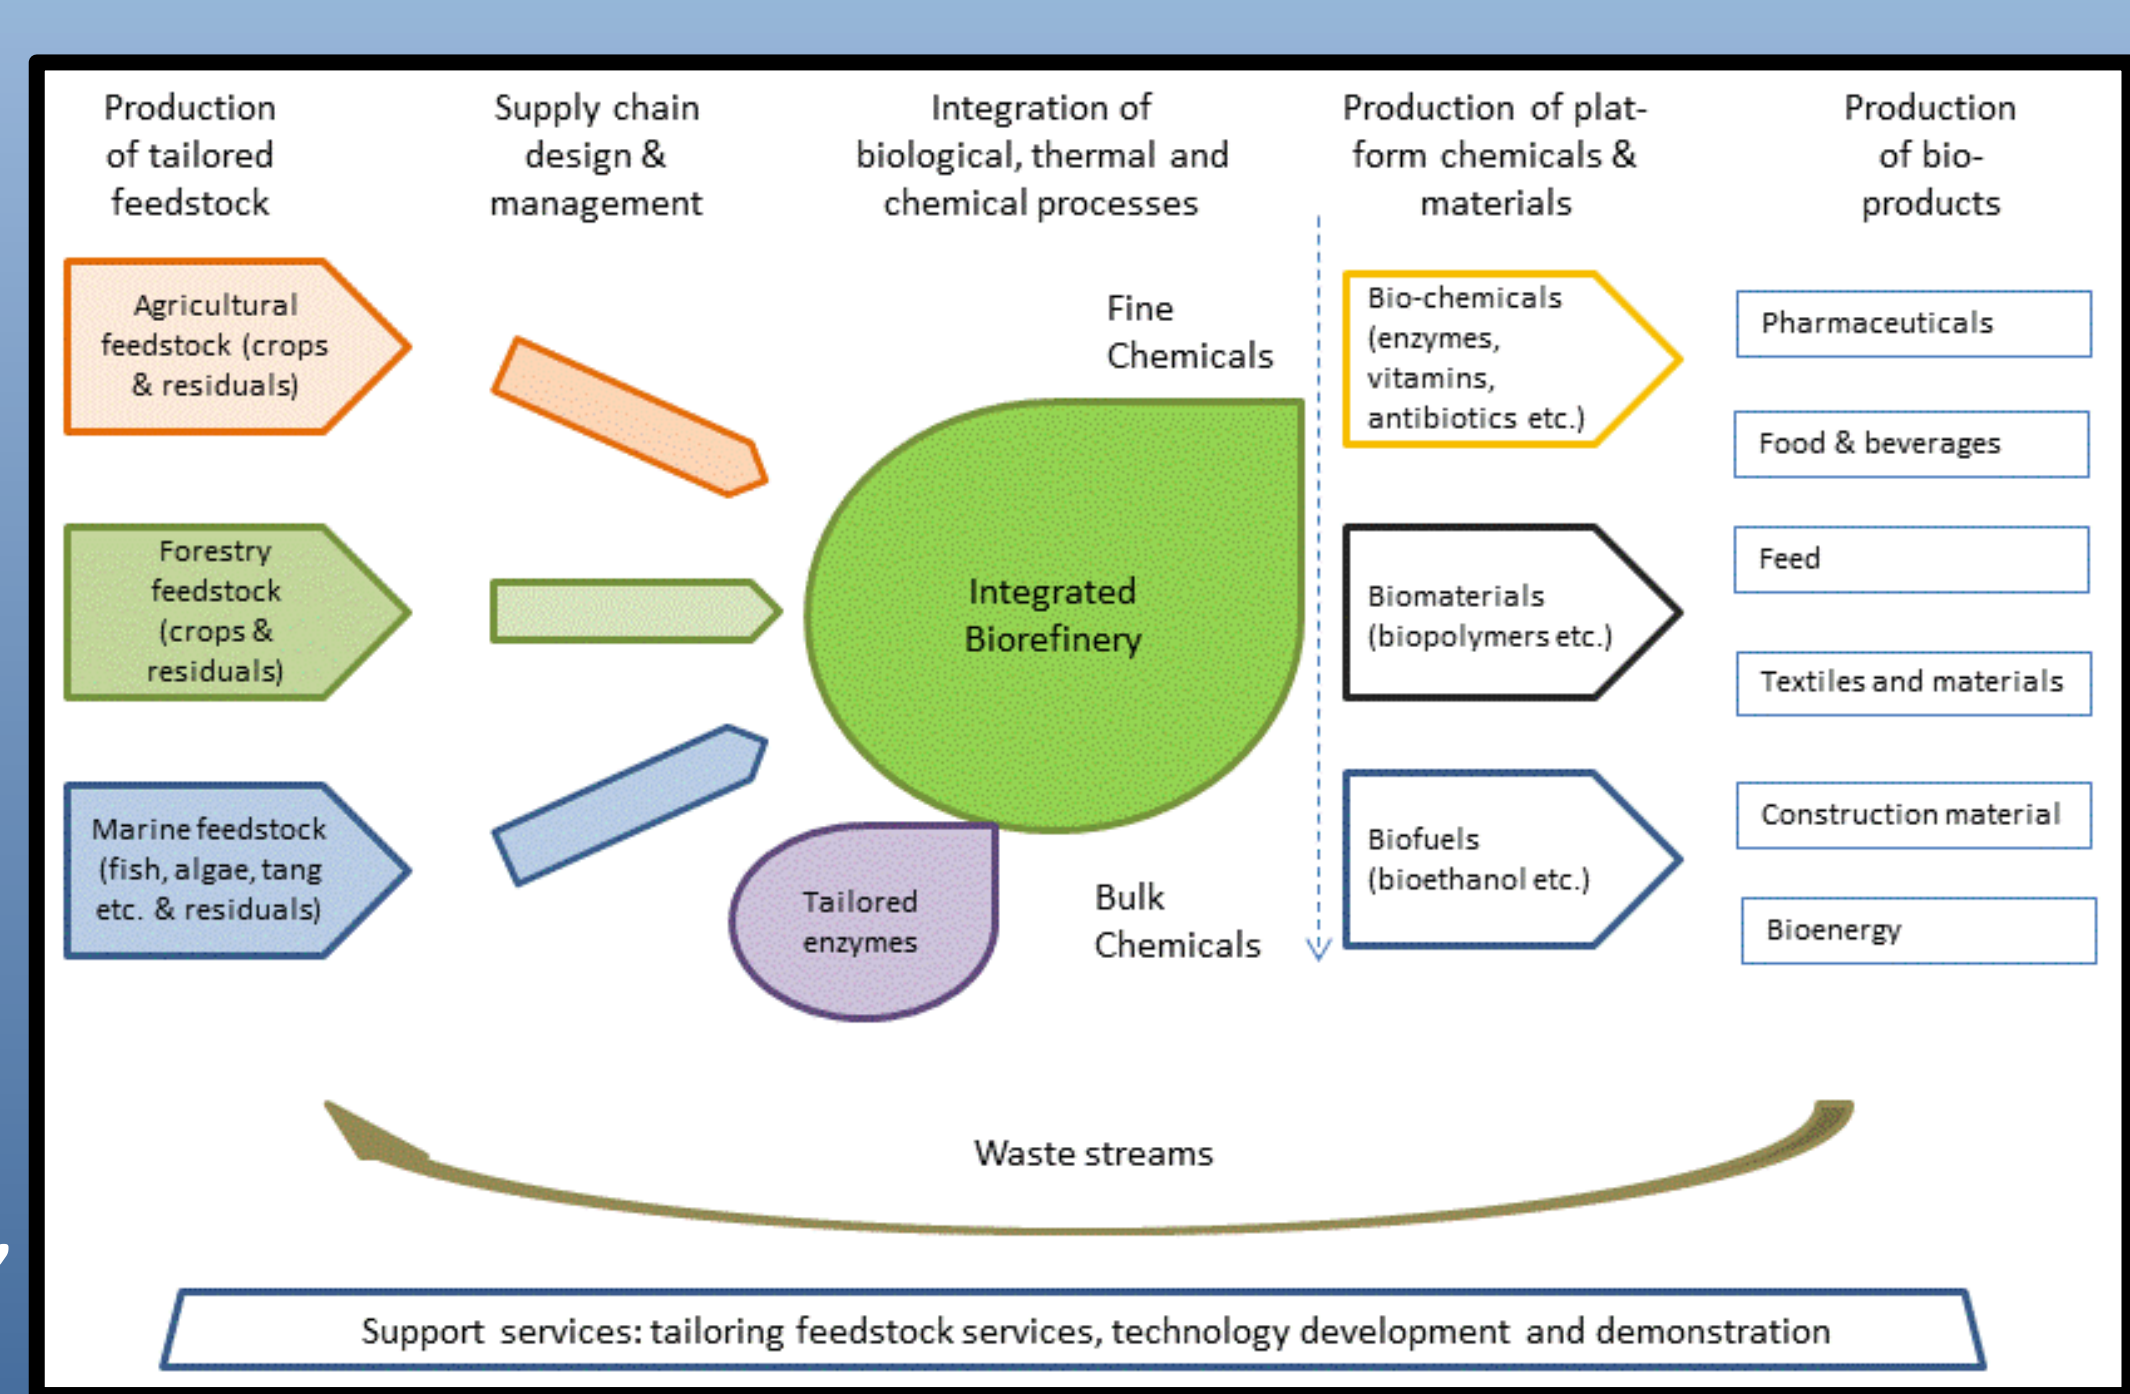 Production
of tailored
feedstock
Supply chain
design &
management
Integration of
biological, thermal and
chemical processes
Production of plat-
form chemicals &
materials
Production
of bio-
products
Agricultural
feedstock (crops
& residuals)
Forestry
feedstock
(crops &
residuals)
Marine feedstock
(fish, algae, tang
etc. & residuals)
Fine
Chemicals
Integrated
Biorefinery
Tailored
enzymes
Bulk
Chemicals
Bio-chemicals
(enzymes,
vitamins,
antibiotics etc.)
Biomaterials
(biopolymers etc.)
Biofuels
(bioethanol etc.)
Pharmaceuticals
Food & beverages
Feed
Textiles and materials
Construction material
Bioenergy
Waste streams
Support services: tailoring feedstock services, technology development and demonstration